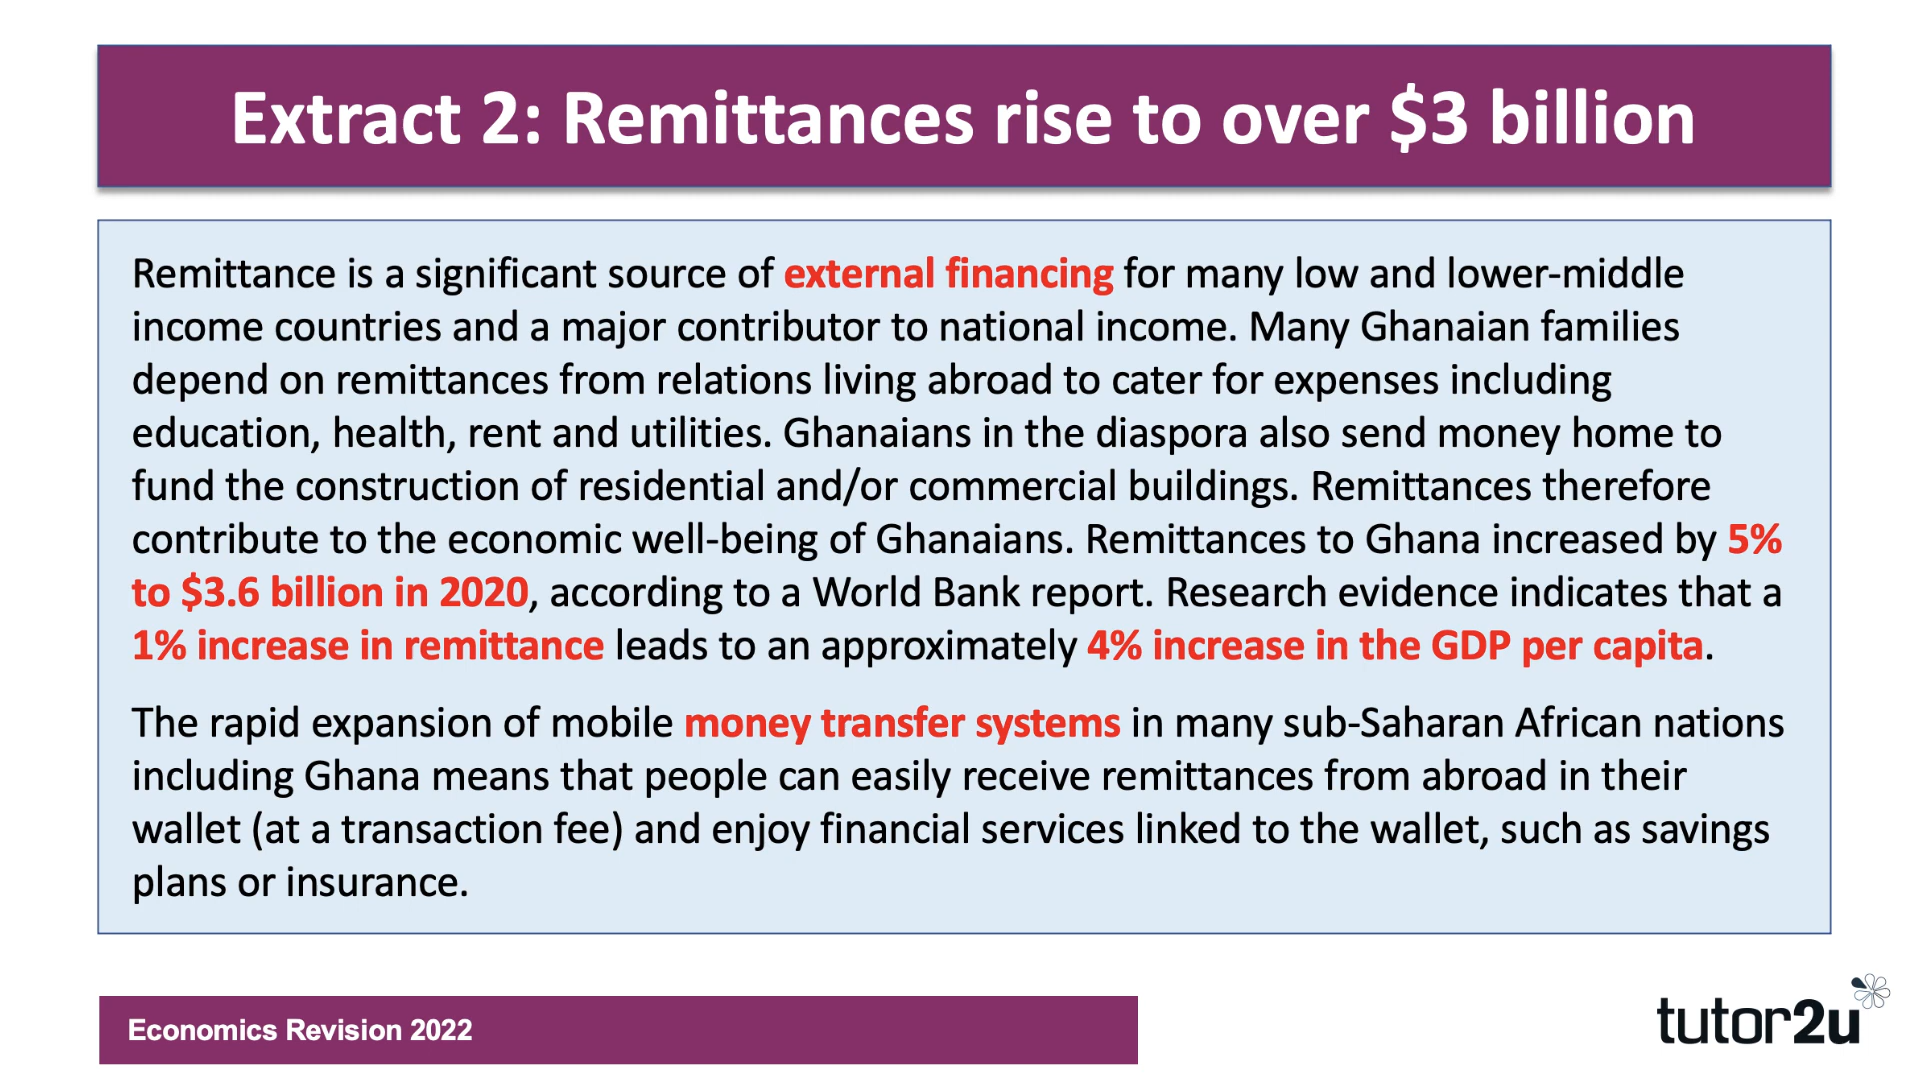 Extract 2: Remittances rise to over $3 billion
Remittance is a significant source of external financing for many low and lower-middle
income countries and a major contributor to national income. Many Ghanaian families
depend on remittances from relations living abroad to cater for expenses including
education, health, rent and utilities. Ghanaians in the diaspora also send money home to
fund the construction of residential and/or commercial buildings. Remittances therefore
contribute to the economic well-being of Ghanaians. Remittances to Ghana increased by 5%
to $3.6 billion in 2020, according to a World Bank report. Research evidence indicates that a
1% increase in remittance leads to an approximately 4% increase in the GDP per capita.
The rapid expansion of mobile money transfer systems in many sub-Saharan African nations
including Ghana means that people can easily receive remittances from abroad in their
wallet (at a transaction fee) and enjoy financial services linked to the wallet, such as savings
plans or insurance.
Economics Revision 2022
tutor2u